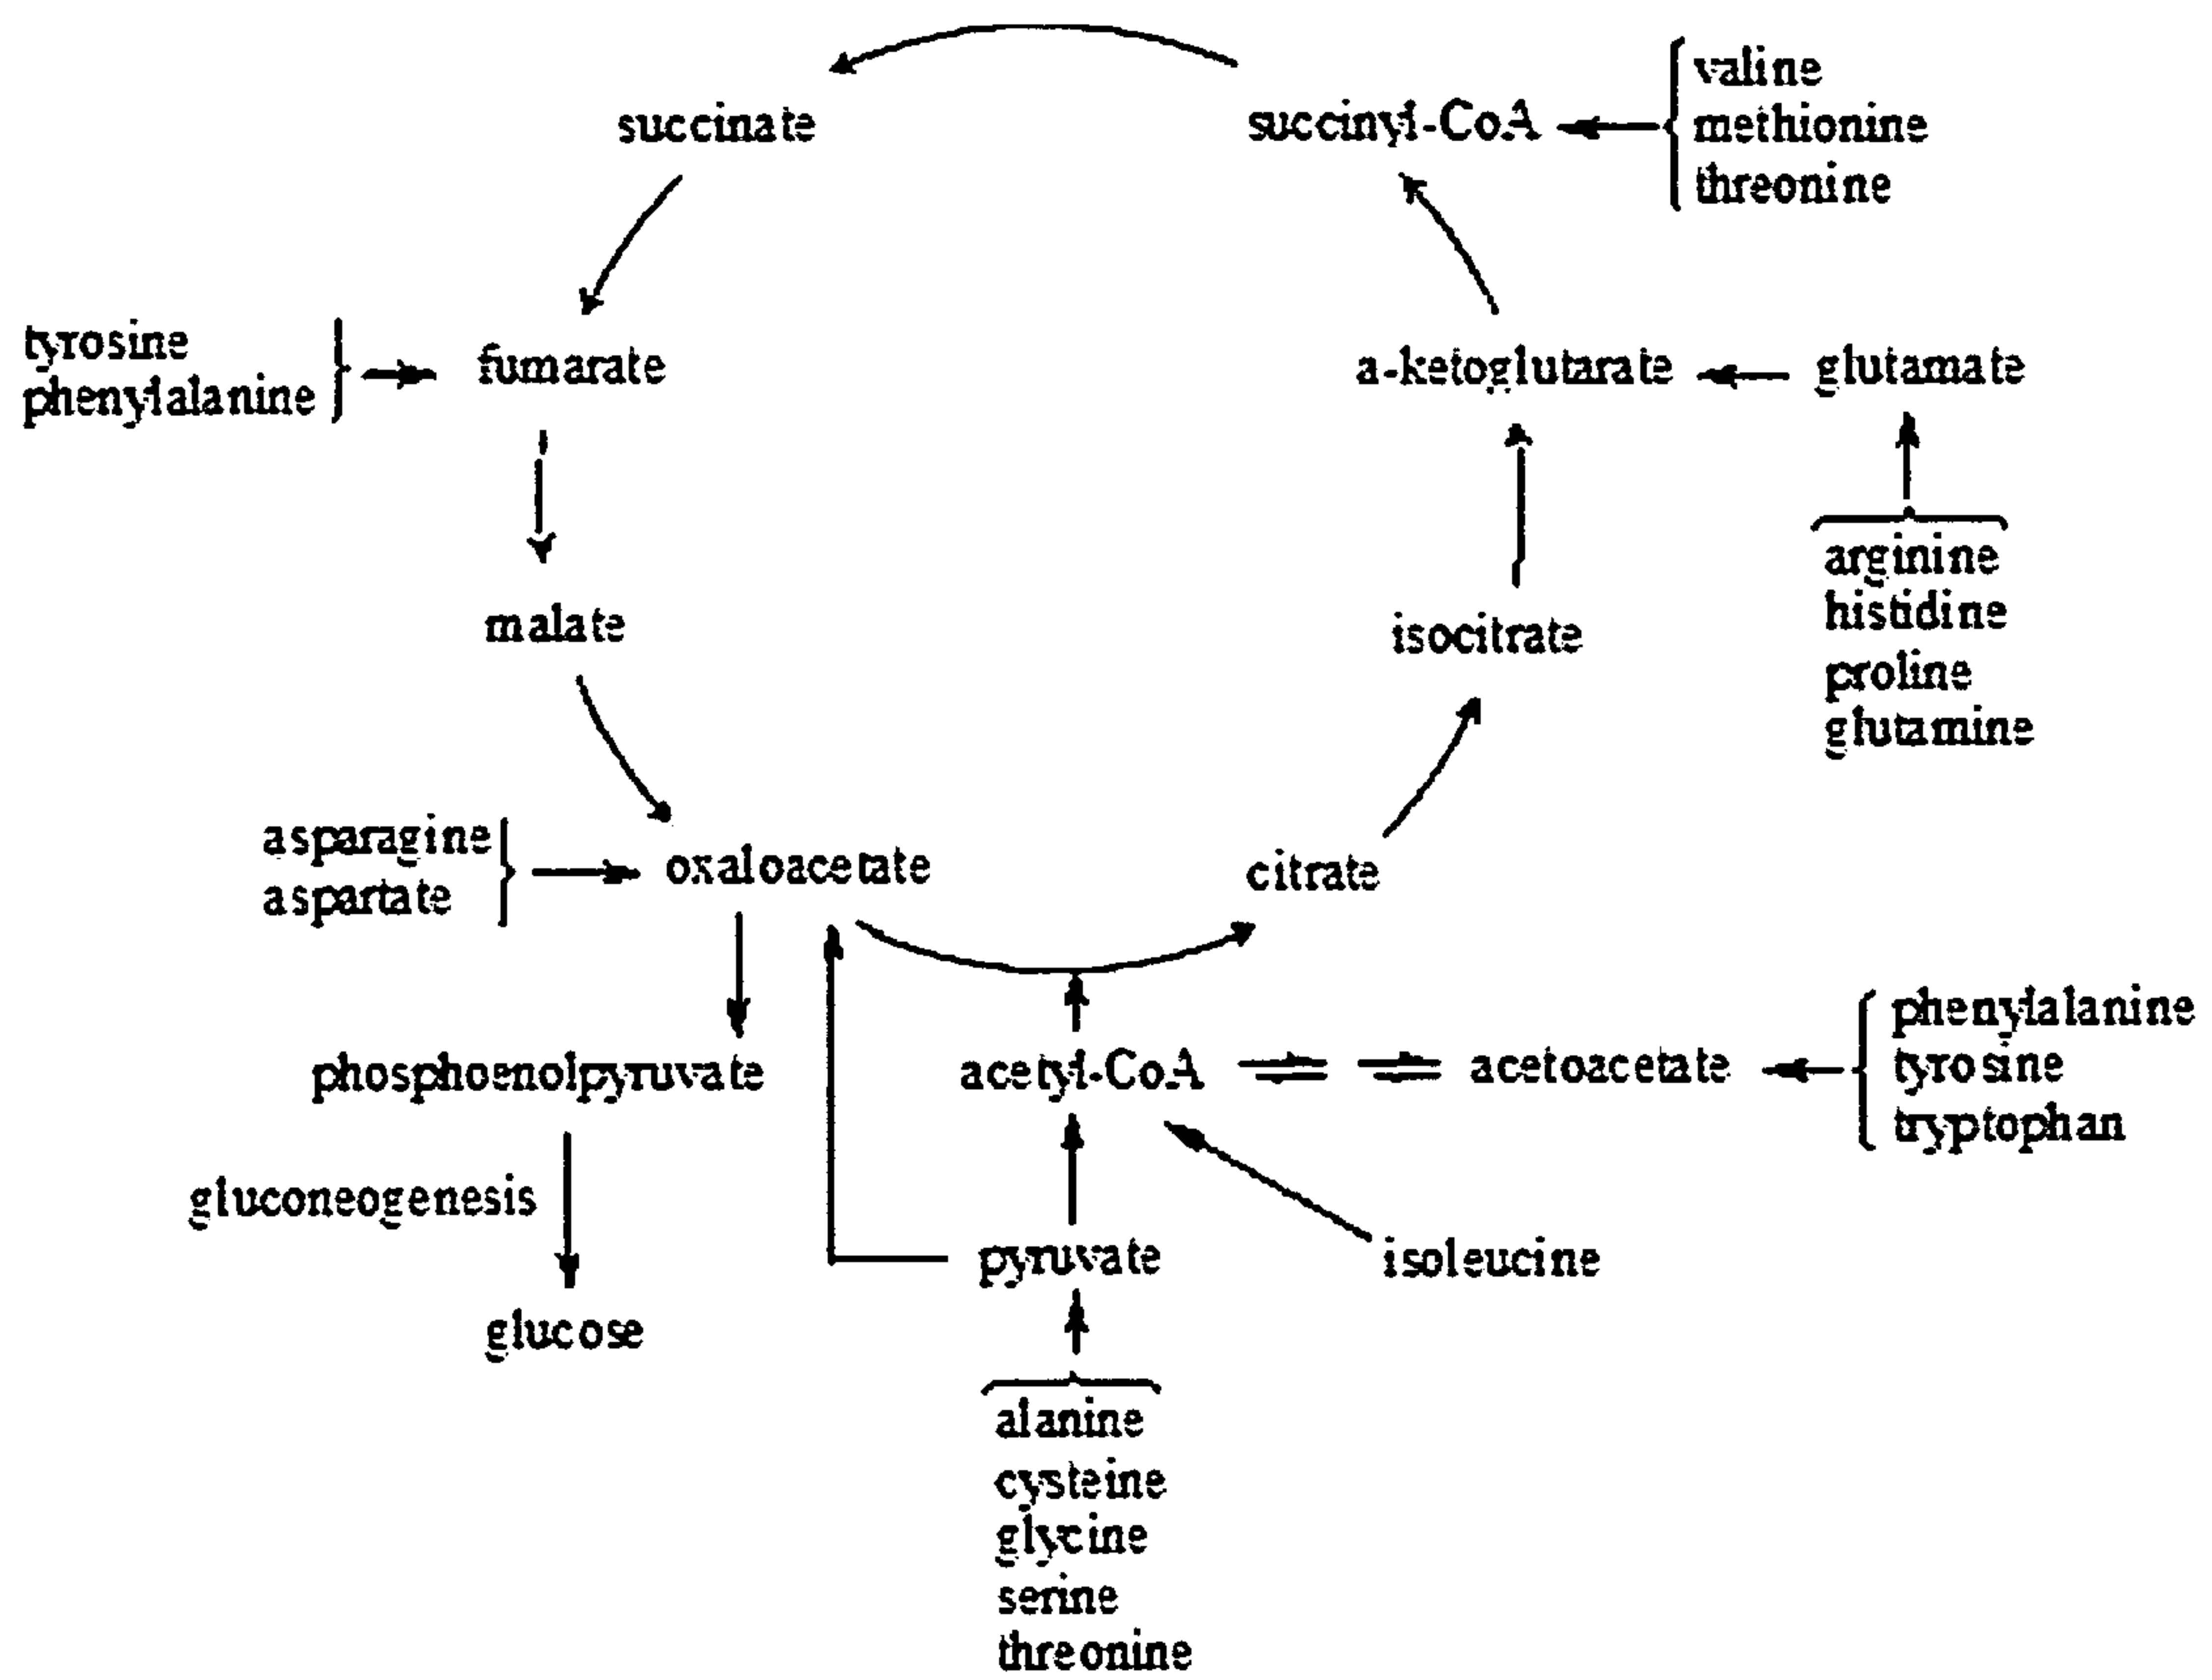 succinate
succinyl-CoA
valine
methionine
threonine
tyrosine
phenylalanine
fumarate
a-ketoglutarate
glutamate
arginine
histidine
proline
glutamine
malate
isocitrate
asparagine
aspartate
oxaloacetate
citrate
phosphoenolpyruvate
acetyl-CoA
acetoacetate
phenylalanine
tyrosine
tryptophan
gluconeogenesis
pyruvate
isoleucine
glucose
alanine
cysteine
glycine
serine
threonine